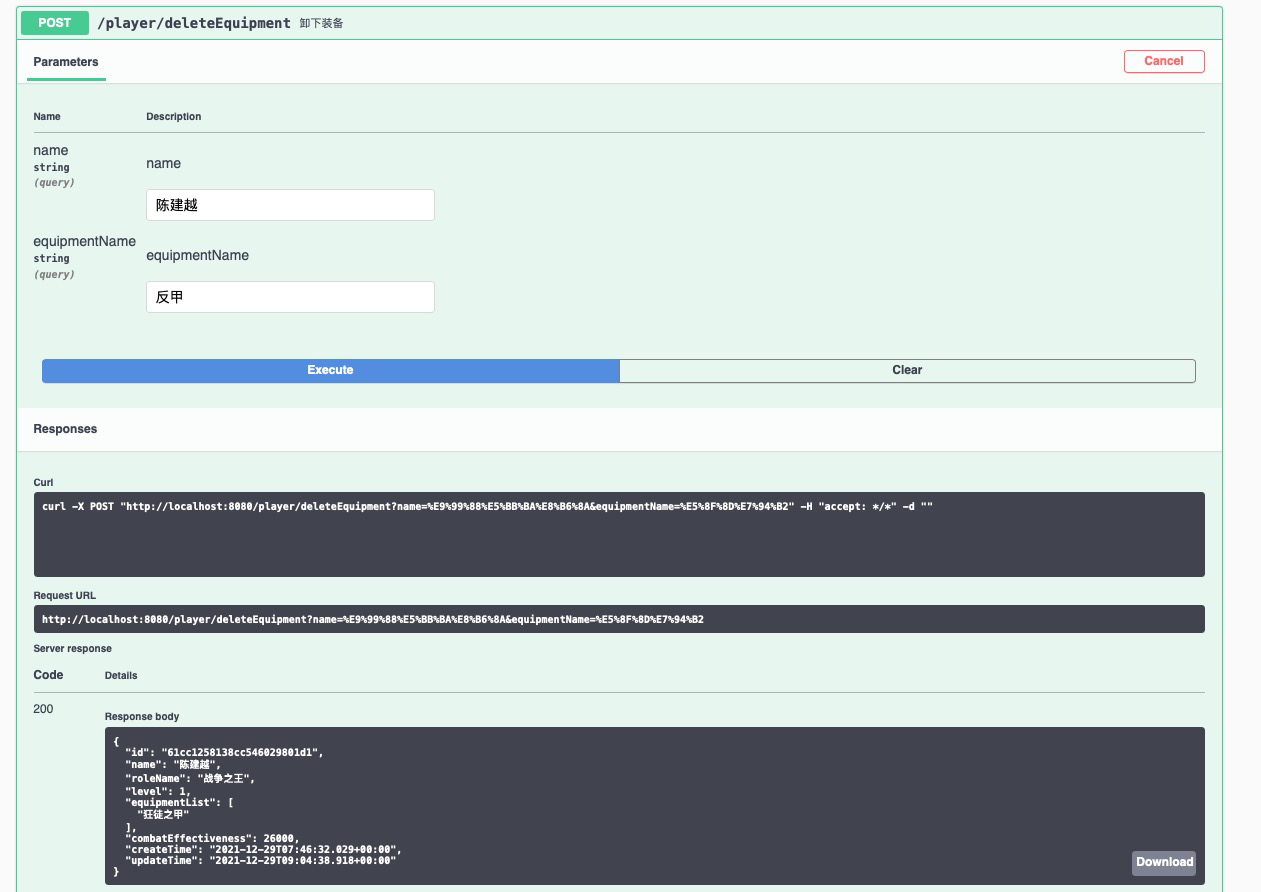 POST /player/deleteEquipment 卸下装备
Parameters
Cancel
Name Description
name
string
(query)
name
陈建越
equipmentName
string
(query)
equipmentName
反甲
Execute Clear
Responses
Curl
curl -X POST "http://localhost:8080/player/deleteEquipment?name=%E9%99%88%E5%BB%BA%E8%B6%8A&equipmentName=%E5%8F%8D%E7%94%B2" -H "accept: */*" -d ""
Request URL
http://localhost:8080/player/deleteEquipment?name=%E9%99%88%E5%BB%BA%E8%B6%8A&equipmentName=%E5%8F%8D%E7%94%B2
Server response
Code Details
200
Response body
{
"id": "61cc1258138cc546029801d1",
"name": "陈建越",
"roleName": "战争之王",
"level": 1,
"equipmentList": [
"狂徒之甲"
],
"combatEffectiveness": 26000,
"createTime": "2021-12-29T07:46:32.029+00:00",
"updateTime": "2021-12-29T09:04:38.918+00:00"
}
Download